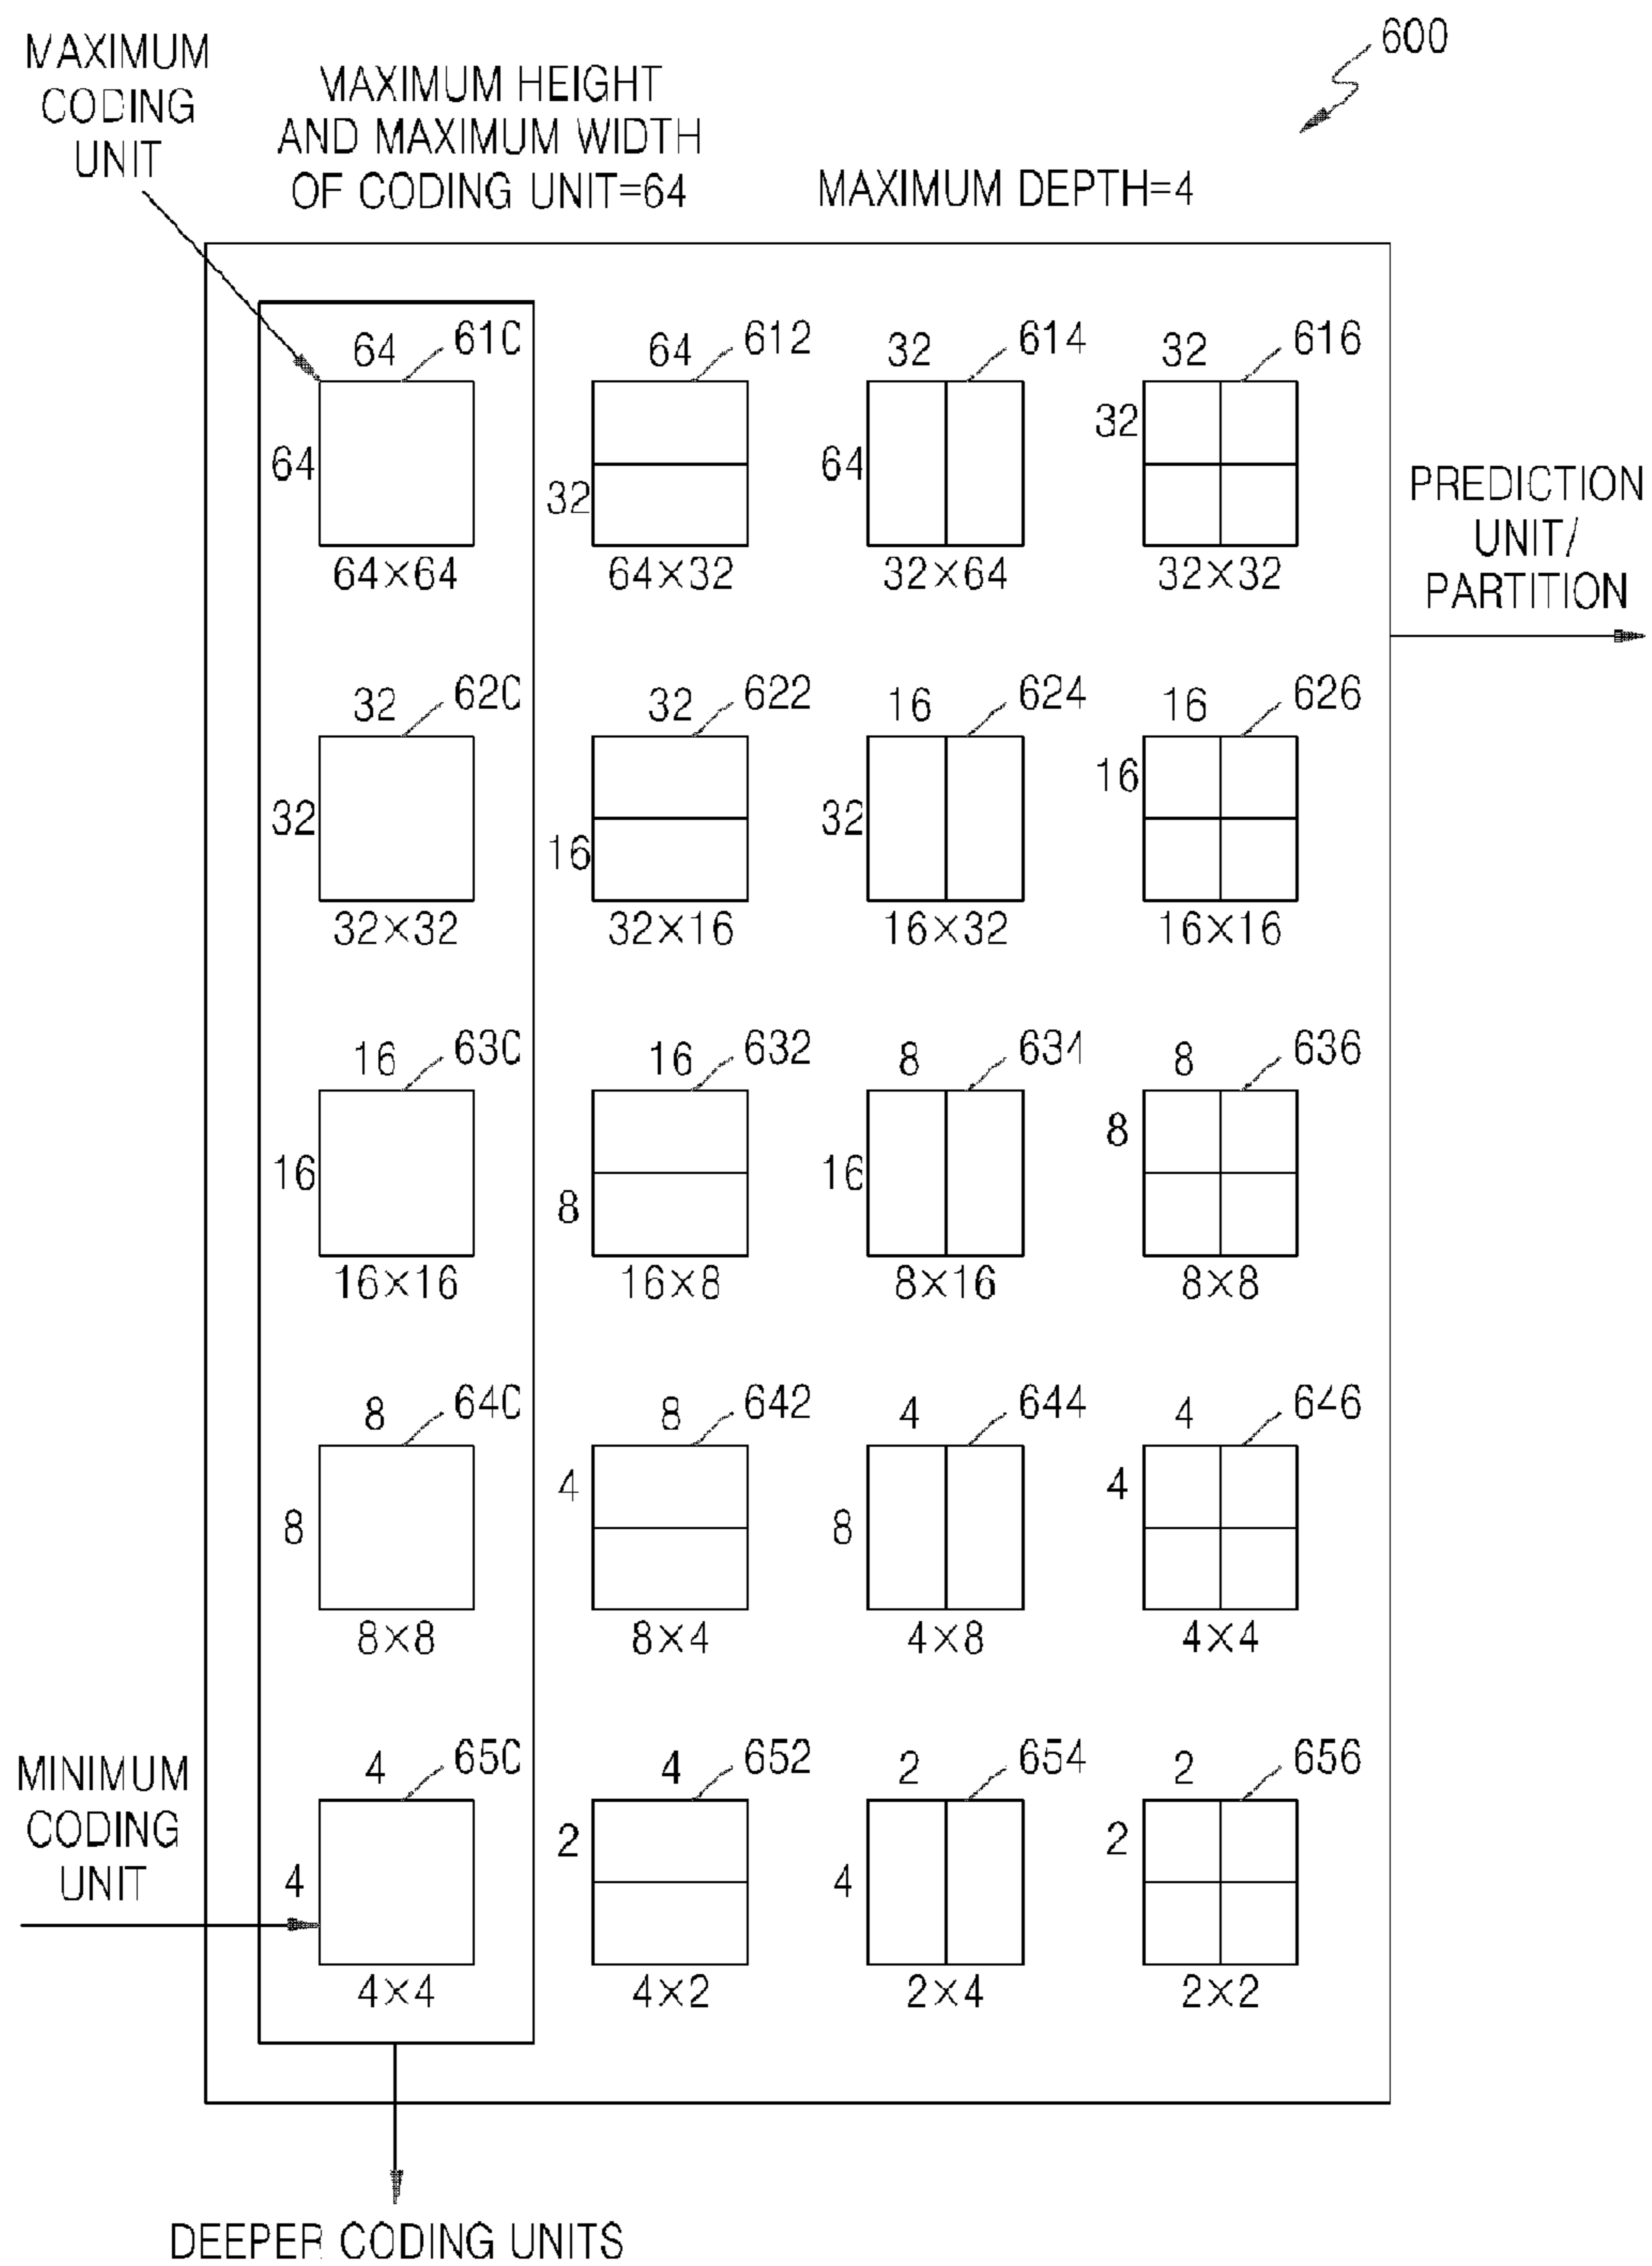 600
MAXIMUM
CODING
UNIT
MAXIMUM HEIGHT
AND MAXIMUM WIDTH
OF CODING UNIT=64
MAXIMUM DEPTH=4
64 610 64 612 32 614 32 616
64 32 64 32
64×64 64×32 32×64 32×32
PREDICTION
UNIT/
PARTITION
32 620 32 622 16 624 16 626
32 16 32 16
32×32 32×16 16×32 16×16
16 630 16 632 8 634 8 636
16 8 16 8
16×16 16×8 8×16 8×8
8 640 8 642 4 644 4 646
8 4 8 4
8×8 8×4 4×8 4×4
MINIMUM
CODING
UNIT
4 650 4 652 2 654 2 656
4 2 4 2
4×4 4×2 2×4 2×2
DEEPER CODING UNITS